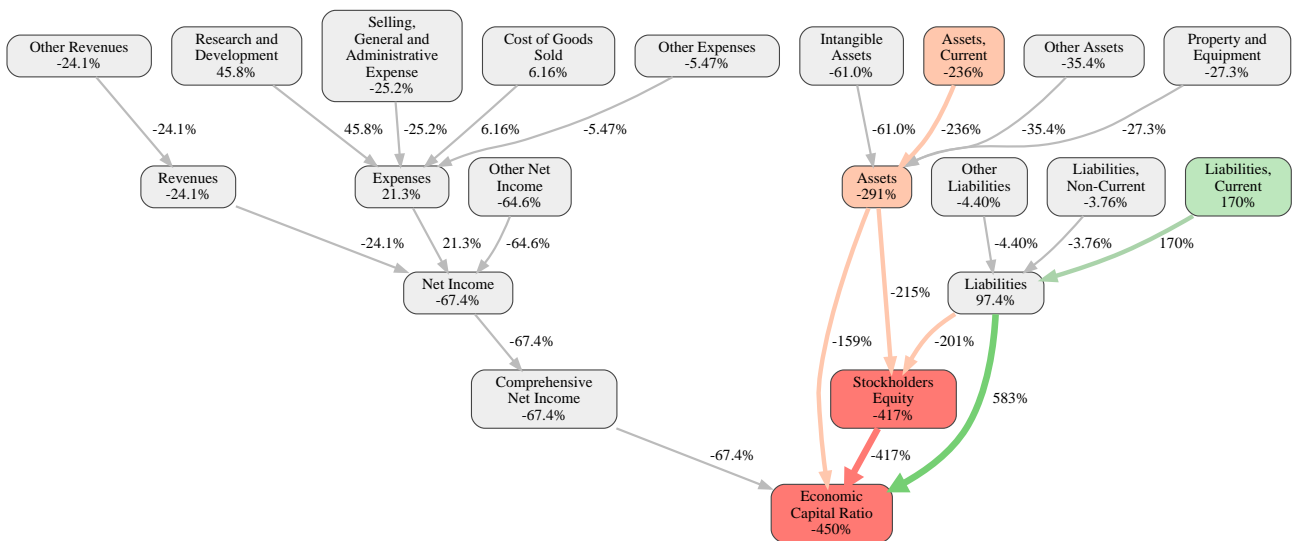 Other Revenues
-24.1%
Research and
Development
45.8%
Selling,
General and
Administrative
Expense
-25.2%
Cost of Goods
Sold
6.16%
Other Expenses
-5.47%
Intangible
Assets
-61.0%
Assets,
Current
-236%
Other Assets
-35.4%
Property and
Equipment
-27.3%
-24.1%
45.8%
-25.2%
6.16%
-5.47%
-61.0%
-236%
-35.4%
-27.3%
Revenues
-24.1%
Expenses
21.3%
Other Net
Income
-64.6%
Assets
-291%
Other
Liabilities
-4.40%
Liabilities,
Non-Current
-3.76%
Liabilities,
Current
170%
-24.1%
21.3%
-64.6%
-4.40%
-3.76%
170%
Net Income
-67.4%
-215%
Liabilities
97.4%
-67.4%
-159%
-201%
Comprehensive
Net Income
-67.4%
Stockholders
Equity
-417%
583%
-67.4%
-417%
Economic
Capital Ratio
-450%